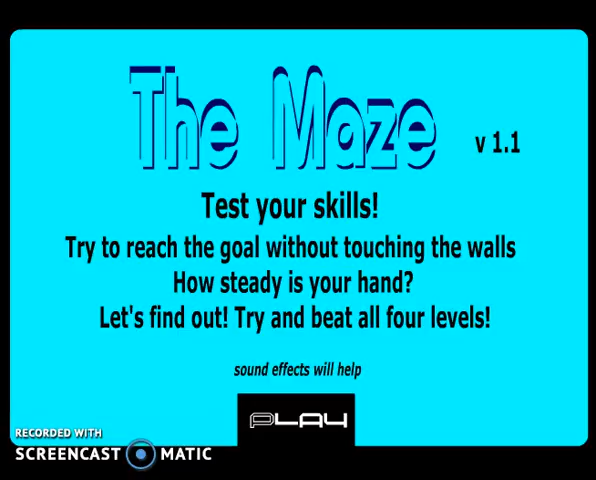 The Maze
v 1.1
Test your skills!
Try to reach the goal without touching the walls
How steady is your hand?
Let's find out! Try and beat all four levels!
sound effects will help
PLAY
RECORDED WITH
SCREENCAST MATIC